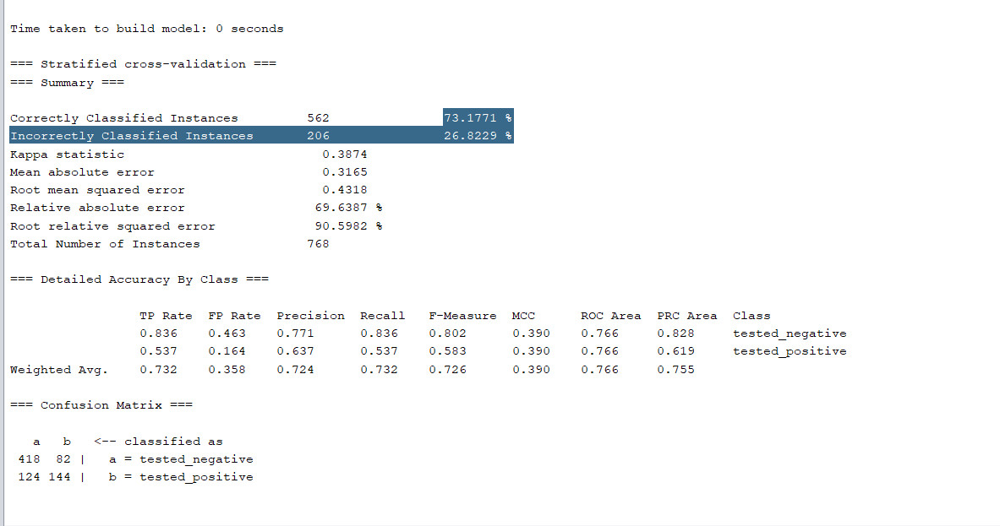 Time taken to build model: 0 seconds
=== Stratified cross-validation ===
=== Summary ===
Correctly Classified Instances 562 73.1771 %
Incorrectly Classified Instances 206 26.8229 %
Kappa statistic 0.3874
Mean absolute error 0.3165
Root mean squared error 0.4318
Relative absolute error 69.6387 %
Root relative squared error 90.5982 %
Total Number of Instances 768
=== Detailed Accuracy By Class ===
TP Rate FP Rate Precision Recall F-Measure MCC ROC Area PRC Area Class
0.836 0.463 0.771 0.836 0.802 0.390 0.766 0.828 tested_negative
0.537 0.164 0.637 0.537 0.583 0.390 0.766 0.619 tested_positive
Weighted Avg. 0.732 0.358 0.724 0.732 0.726 0.390 0.766 0.755
=== Confusion Matrix ===
a b <-- classified as
418 82 | a = tested_negative
124 144 | b = tested_positive